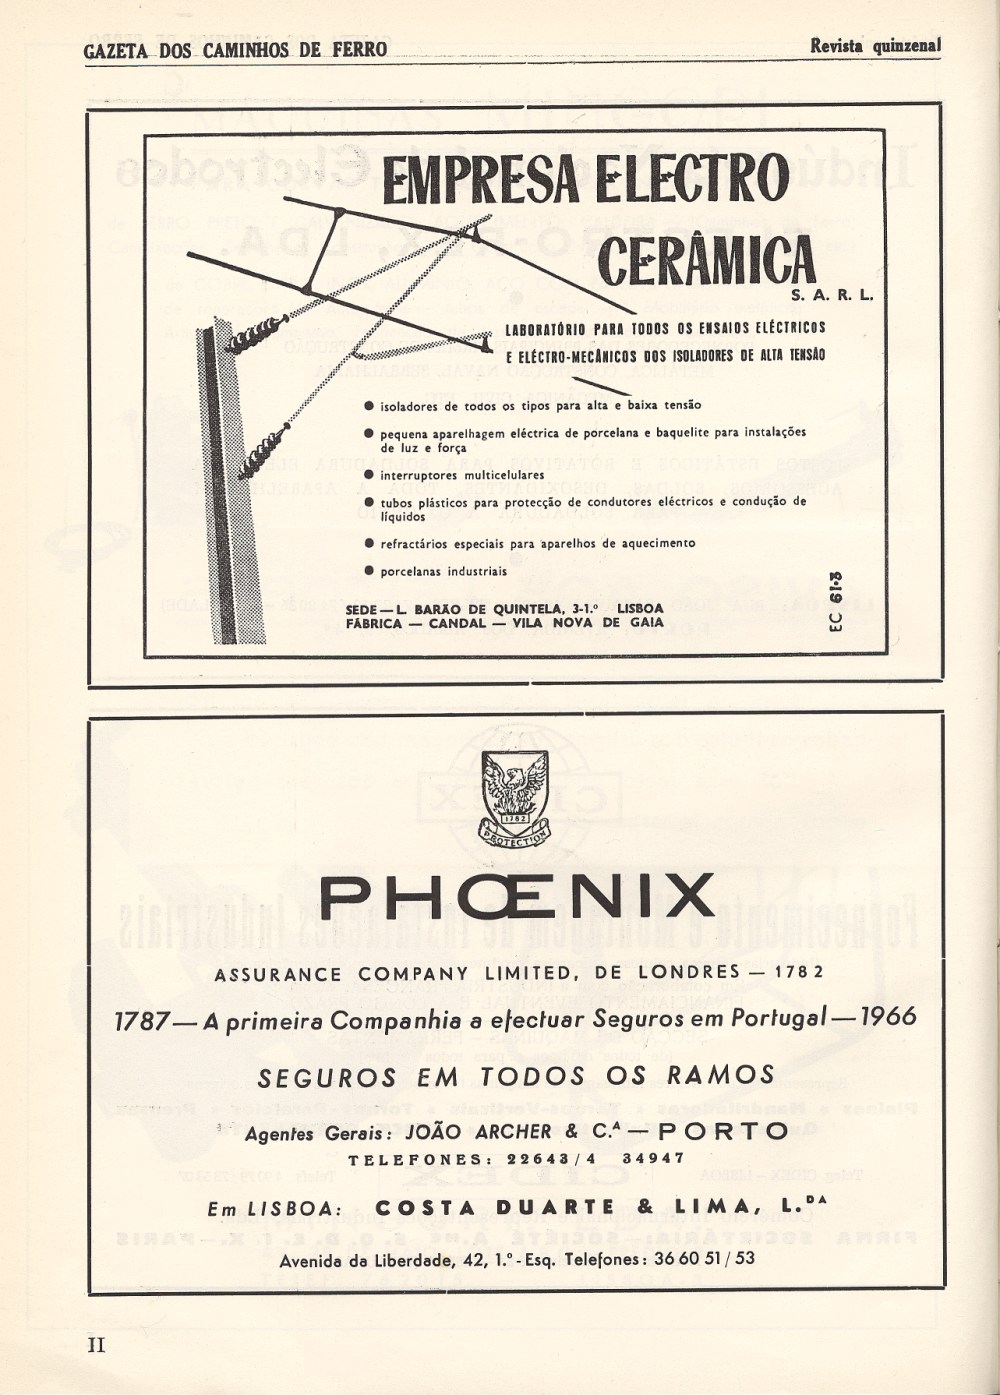 GAZETA DOS CAMINHOS DE FERRO
Revista quinzenal
EMPRESA ELECTRO
CERÂMICA
S. A. R. L.
LABORATÓRIO PARA TODOS OS ENSAIOS ELÉCTRICOS
E ELÉCTRO-MECÂNICOS DOS ISOLADORES DE ALTA TENSÃO
● isoladores de todos os tipos para alta e baixa tensão
● pequena aparelhagem eléctrica de porcelana e baquelite para instalações
de luz e força
● interruptores multicelulares
● tubos plásticos para protecção de condutores eléctricos e condução de
líquidos
● refractários especiais para aparelhos de aquecimento
● porcelanas industriais
SEDE — L. BARÃO DE QUINTELA, 3-1.º LISBOA
FÁBRICA — CANDAL — VILA NOVA DE GAIA
EC 61-3
1782
PROTECTION
PHŒNIX
ASSURANCE COMPANY LIMITED, DE LONDRES — 1782
1787 — A primeira Companhia a efectuar Seguros em Portugal — 1966
SEGUROS EM TODOS OS RAMOS
Agentes Gerais: JOÃO ARCHER & C.ᴬ — PORTO
TELEFONES: 22643/4 34947
Em LISBOA: COSTA DUARTE & LIMA, L.ᴰᴬ
Avenida da Liberdade, 42, 1.º - Esq. Telefones: 36 60 51 / 53
II